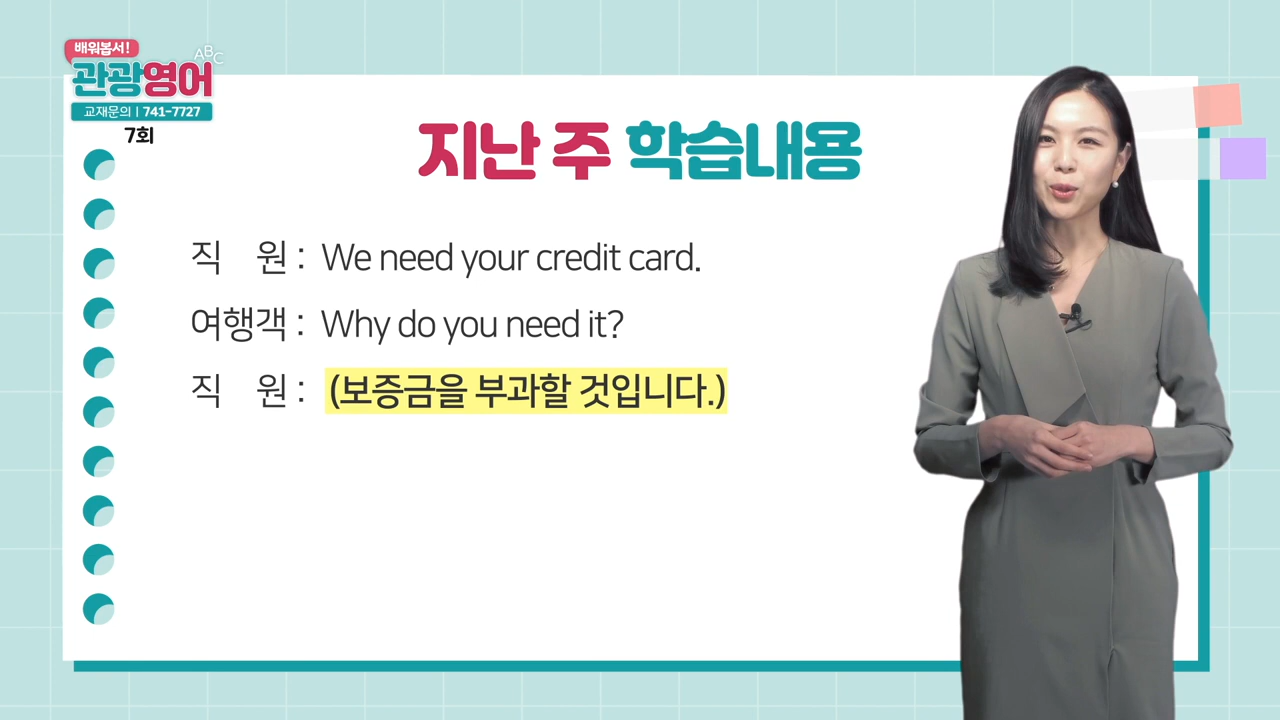 배워봅서!
ABC
관광영어
교재문의 | 741-7727
7회
지난 주 학습내용
직 원 : We need your credit card.
여행객 : Why do you need it?
직 원 : (보증금을 부과할 것입니다.)